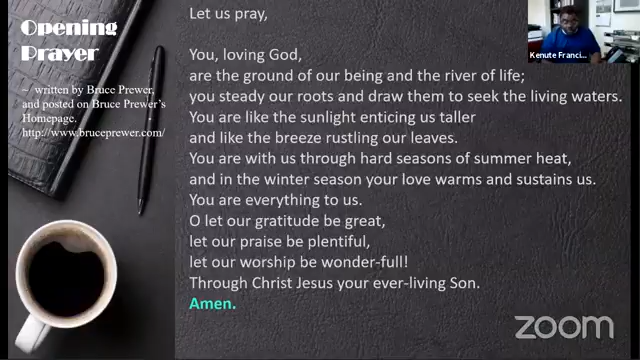 Opening
Prayer
~ written by Bruce Prewer,
and posted on Bruce Prewer's
Homepage.
http://www.bruceprewer.com/
Let us pray,
You, loving God,
are the ground of our being and the river of life;
you steady our roots and draw them to seek the living waters.
You are like the sunlight enticing us taller
and like the breeze rustling our leaves.
You are with us through hard seasons of summer heat,
and in the winter season your love warms and sustains us.
You are everything to us.
O let our gratitude be great,
let our praise be plentiful,
let our worship be wonder-full!
Through Christ Jesus your ever-living Son.
Amen.
Kenute Franci...
zoom